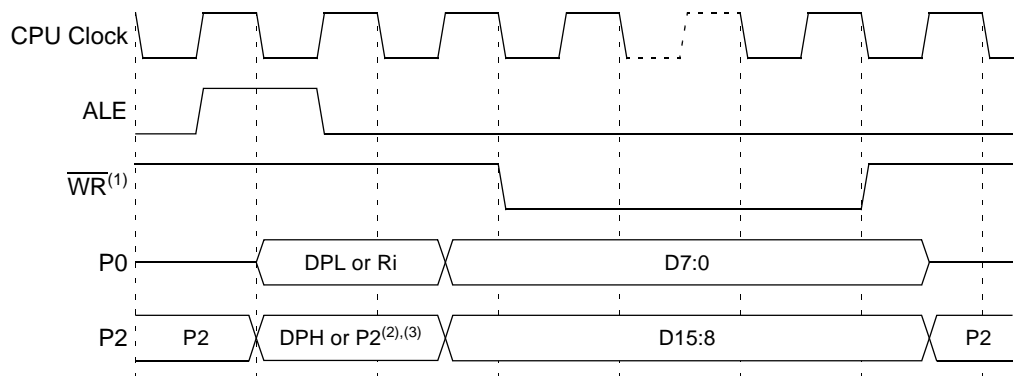 CPU Clock
ALE
WR(1)
P0 DPL or Ri D7:0
P2 P2 DPH or P2(2),(3) D15:8 P2